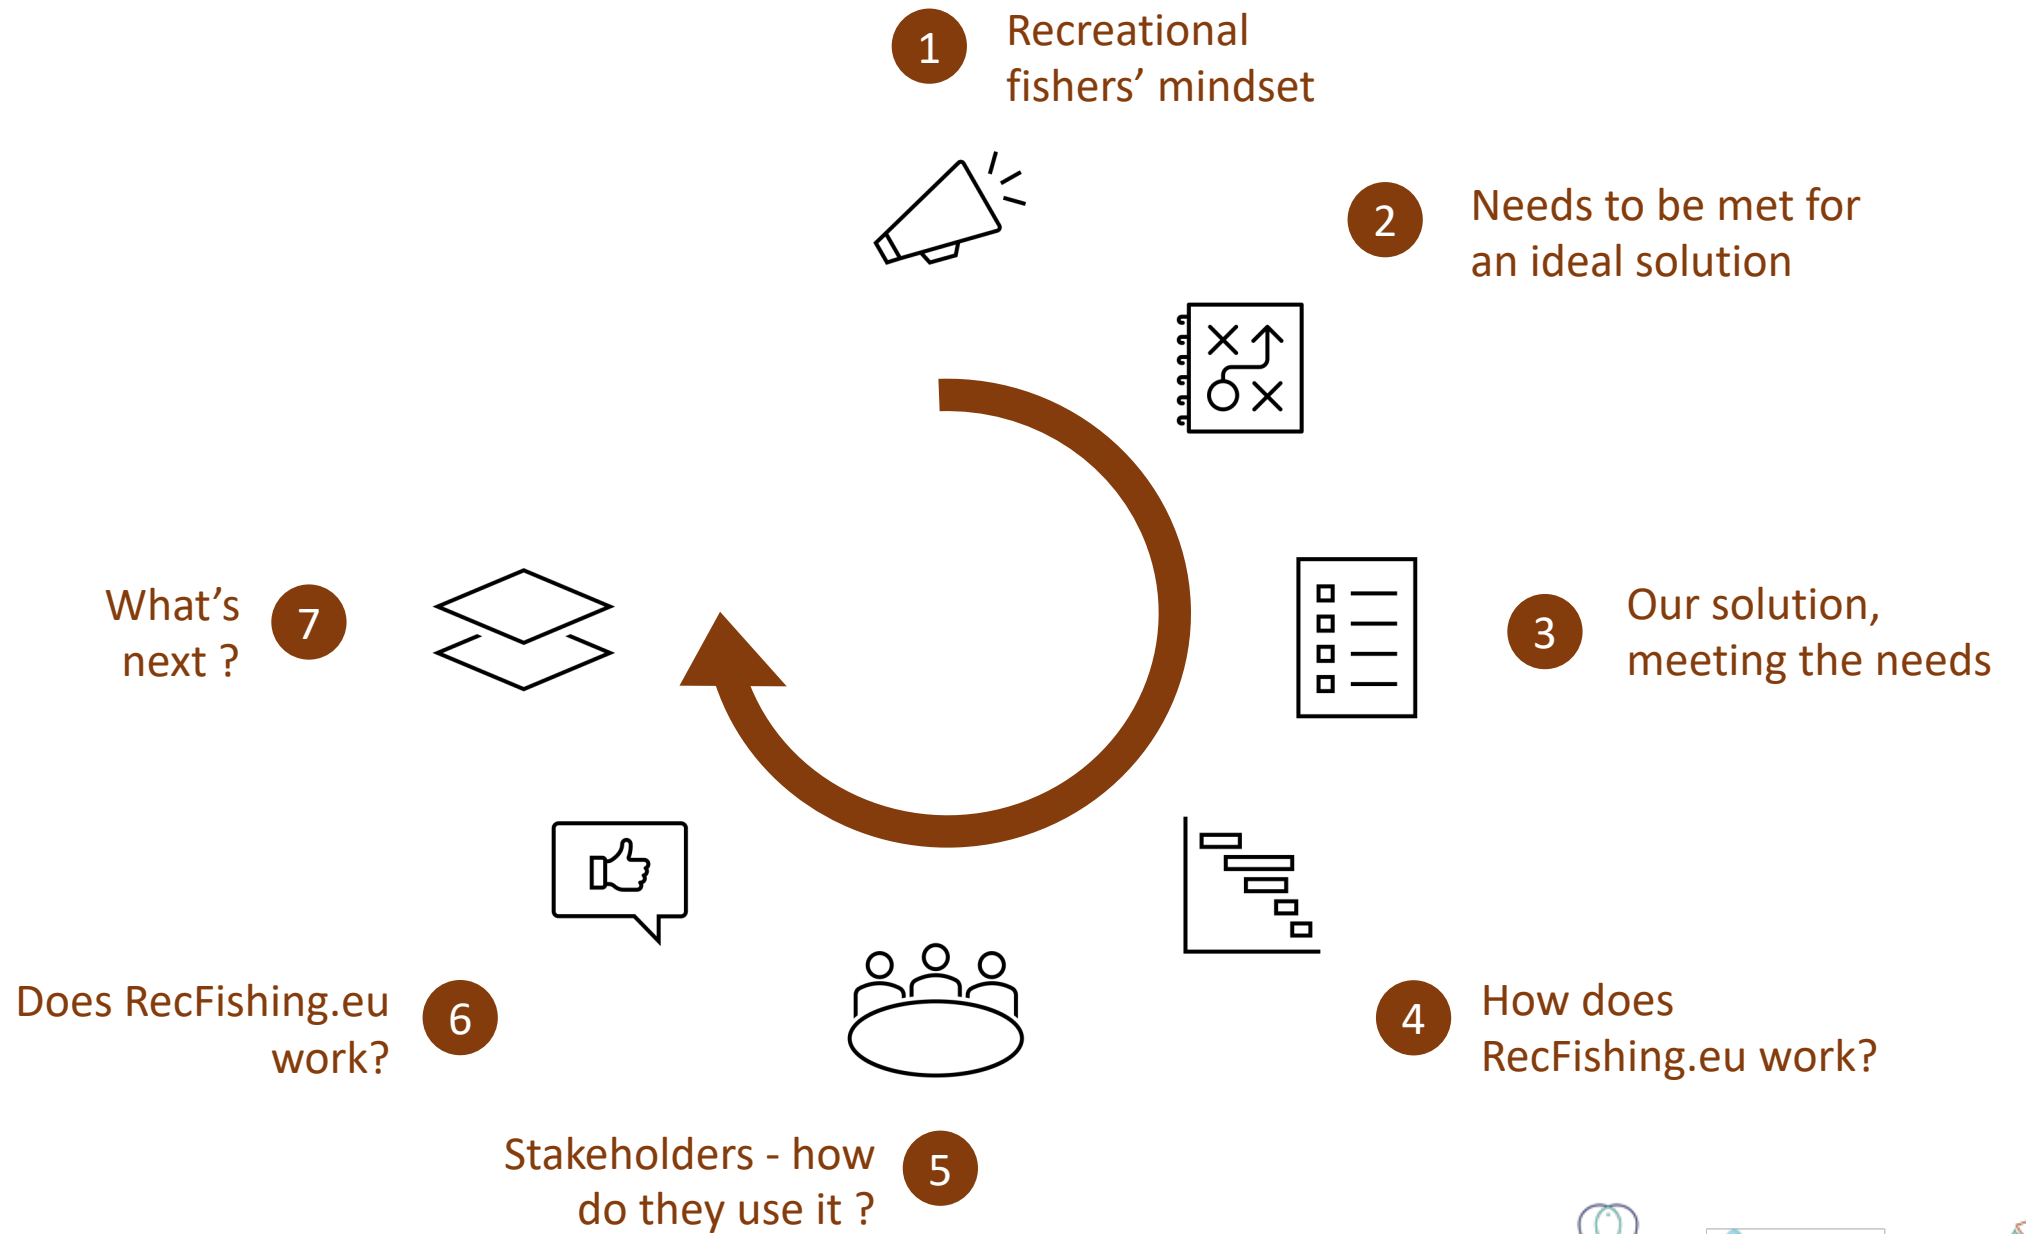 1
Recreational
fishers’ mindset
2
Needs to be met for
an ideal solution
3
Our solution,
meeting the needs
4
How does
RecFishing.eu work?
5
Stakeholders - how
do they use it ?
6
Does RecFishing.eu
work?
7
What’s
next ?